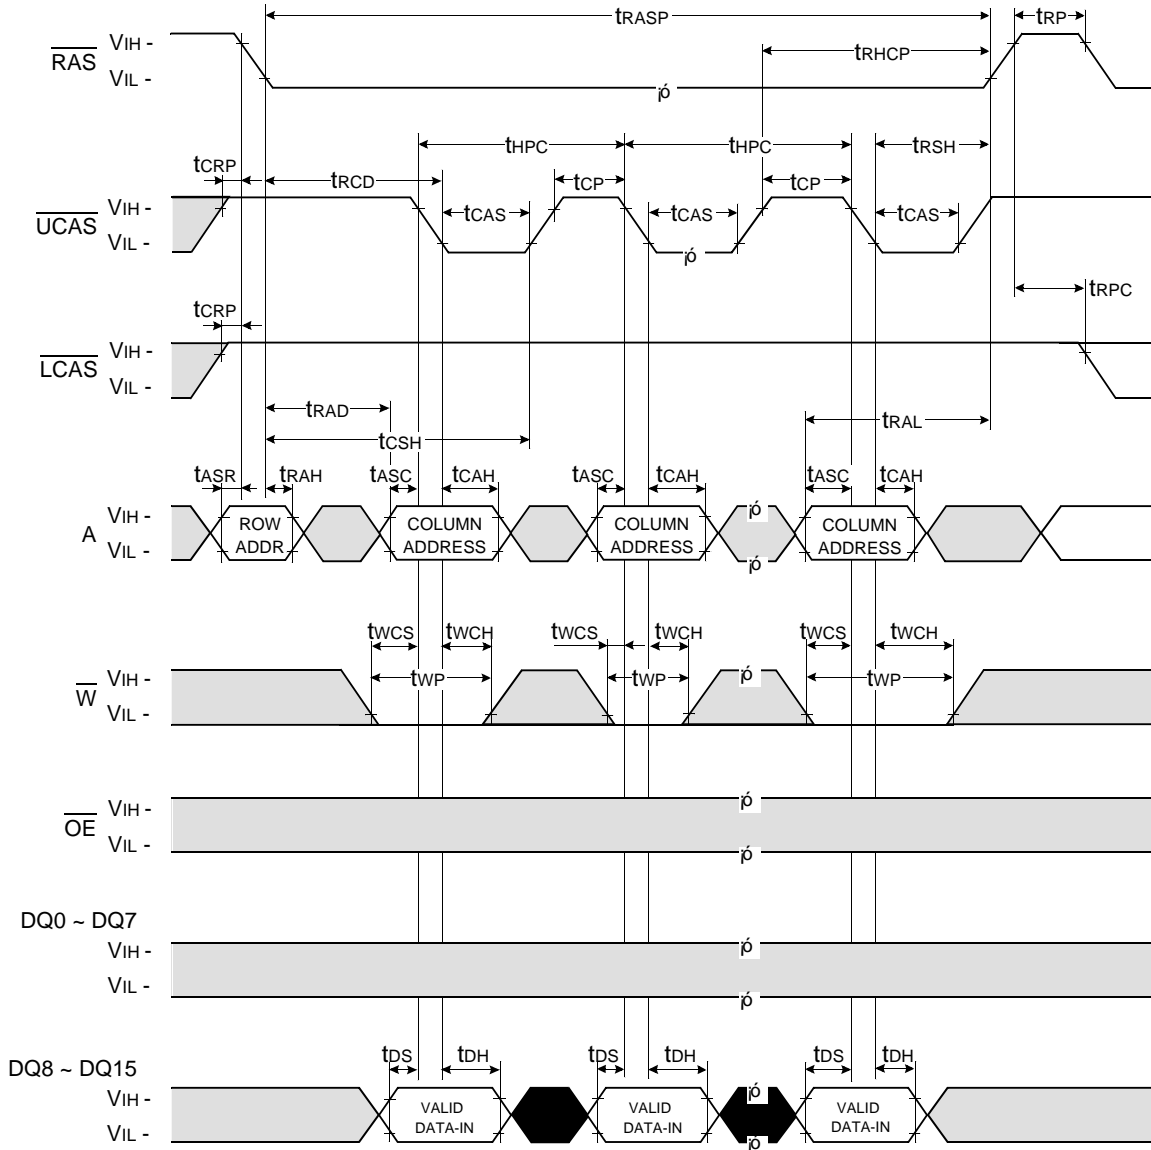 tRASP tRP
RAS VIH - tRHCP
VIL -
¡ó
tHPC tHPC tRSH
tCRP tRCD tCP tCP
UCAS VIH - tCAS tCAS tCAS
VIL -
¡ó
tRPC
tCRP
LCAS VIH -
VIL -
tRAD tRAL
tCSH
tASR tRAH tASC tCAH tASC tCAH tASC tCAH
A VIH - ROW COLUMN COLUMN ¡ó COLUMN
VIL - ADDR ADDRESS ADDRESS ¡ó ADDRESS
tWCS tWCH tWCS tWCH tWCS tWCH
W VIH - tWP tWP ¡ó tWP
VIL -
OE VIH - ¡ó
VIL - ¡ó
DQ0 ~ DQ7
VIH - ¡ó
VIL - ¡ó
DQ8 ~ DQ15 tDS tDH tDS tDH tDS tDH
VIH - VALID VALID ¡ó VALID
VIL - DATA-IN DATA-IN ¡ó DATA-IN